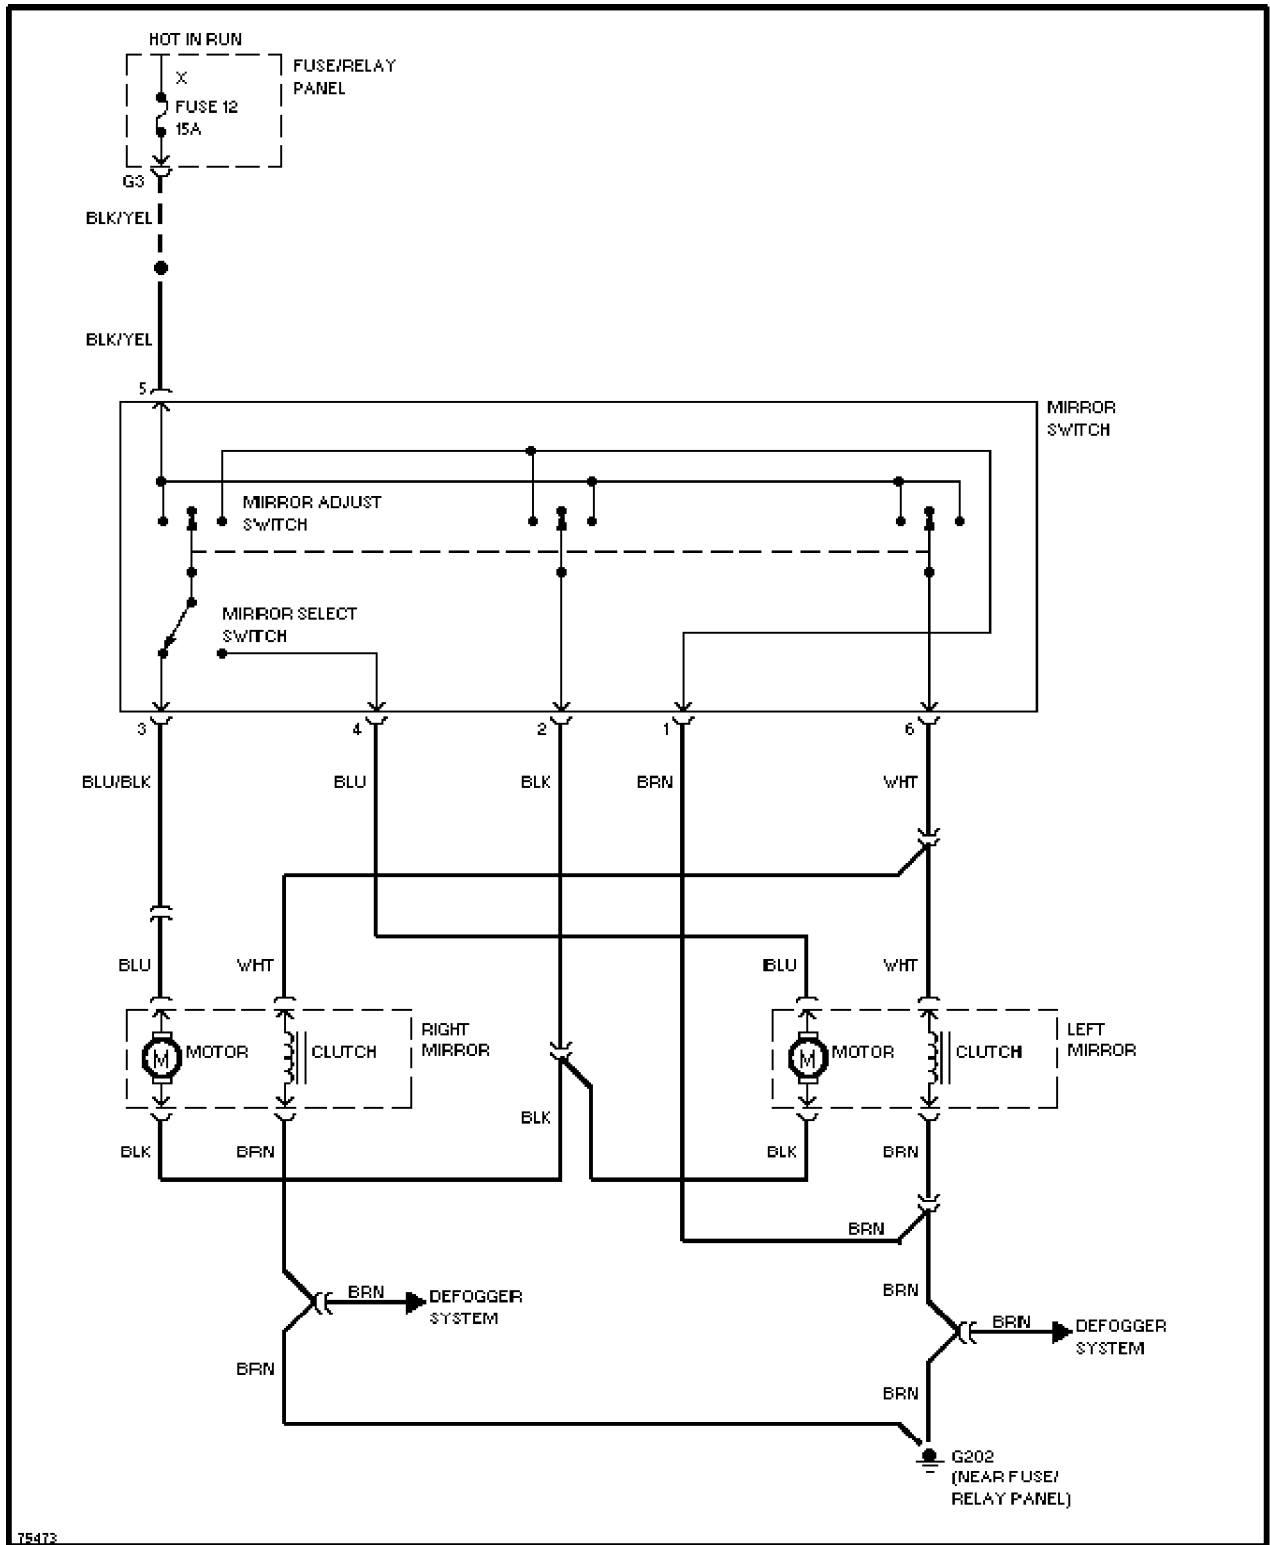 HOT IN RUN
FUSE/RELAY
PANEL
X
FUSE 12
15A
G3
BLK/YEL
BLK/YEL
5
MIRROR
SWITCH
MIRROR ADJUST
SWITCH
MIRROR SELECT
SWITCH
3
4
2
1
6
BLU/BLK
BLU
BLK
BRN
WHT
BLU
WHT
BLU
WHT
M
MOTOR
CLUTCH
RIGHT
MIRROR
M
MOTOR
CLUTCH
LEFT
MIRROR
BLK
BLK
BRN
BLK
BRN
BRN
BRN
DEFOGGER
SYSTEM
BRN
BRN
DEFOGGER
SYSTEM
BRN
BRN
G202
(NEAR FUSE/
RELAY PANEL)
75473